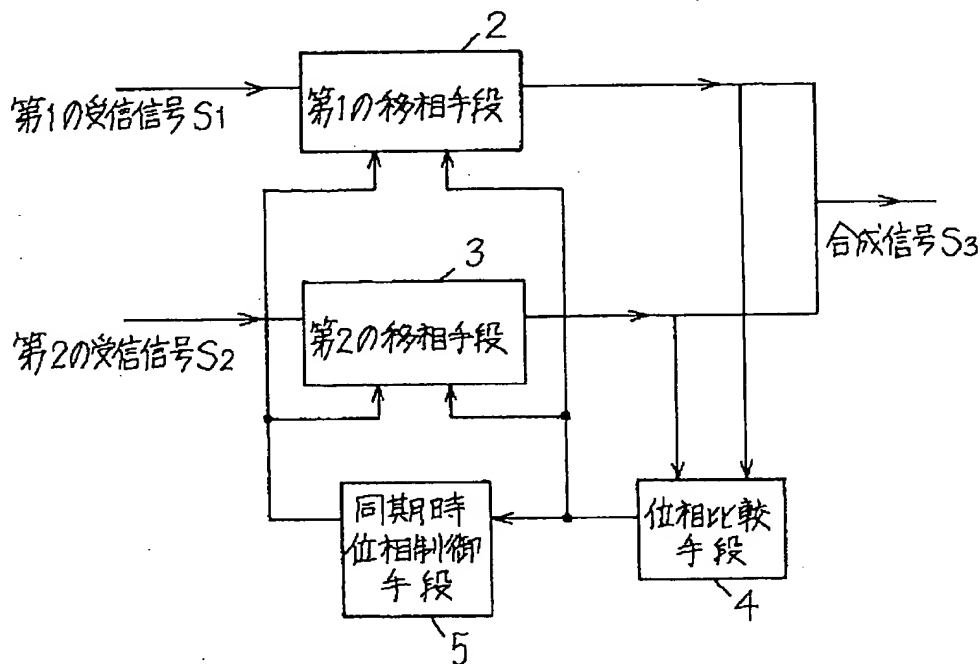 2
第1の受信信号S1
第1の移相手段
合成信号S3
3
第2の受信信号S2
第2の移相手段
同期時
位相制御
手段
位相比較
手段
4
5